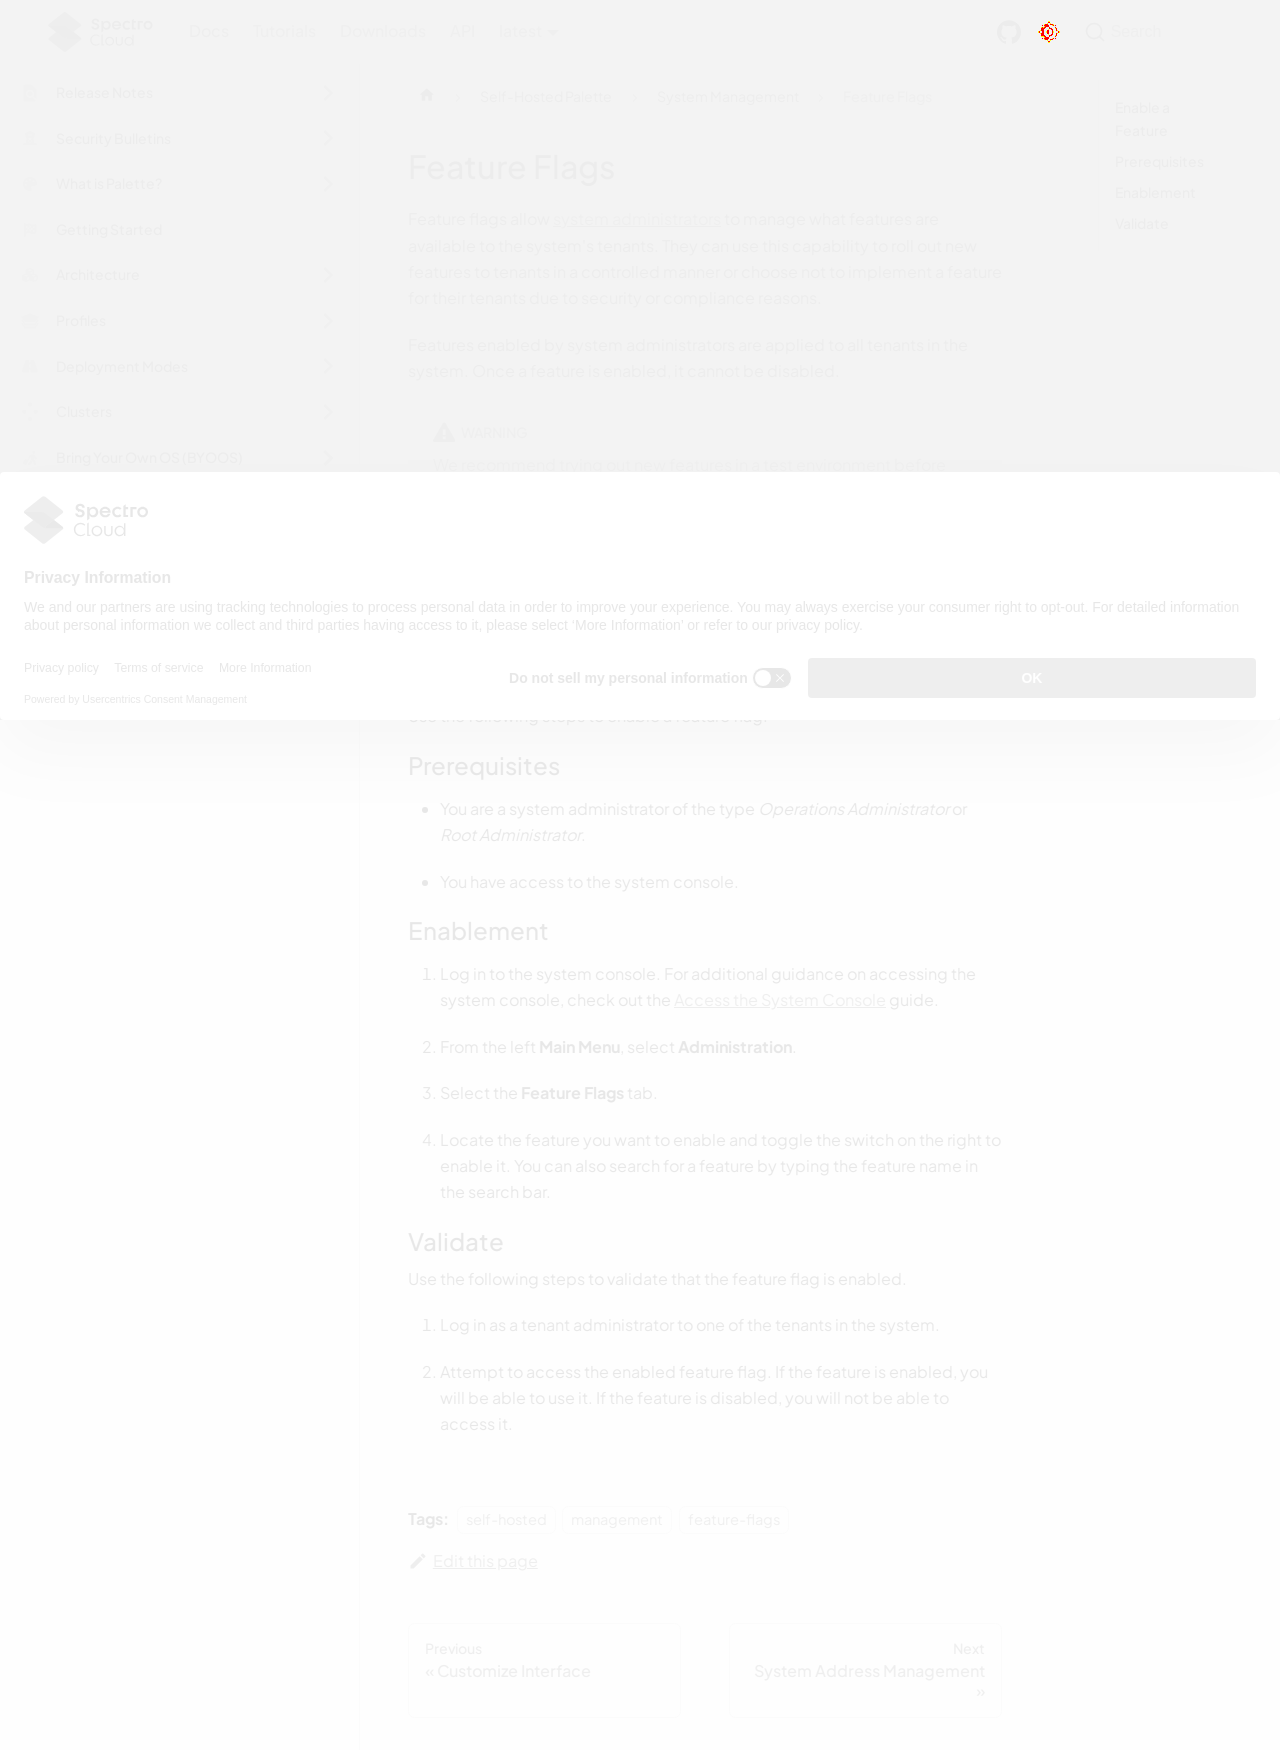 Spectro
Cloud
Docs Tutorials Downloads API latest
Search
Release Notes
Security Bulletins
What is Palette?
Getting Started
Architecture
Profiles
Deployment Modes
Clusters
Bring Your Own OS (BYOOS)
Self-Hosted Palette System Management Feature Flags
Feature Flags
Feature flags allow system administrators to manage what features are
available to the system's tenants. They can use this capability to roll out new
features to tenants in a controlled manner or choose not to implement a feature
for their tenants due to security or compliance reasons.
Features enabled by system administrators are applied to all tenants in the
system. Once a feature is enabled, it cannot be disabled.
WARNING
Enable a
Feature
Prerequisites
Enablement
Validate
Spectro
Cloud
Privacy Information
We and our partners are using tracking technologies to process personal data in order to improve your experience. You may always exercise your consumer right to opt-out. For detailed information
about personal information we collect and third parties having access to it, please select 'More Information' or refer to our privacy policy.
Privacy policy Terms of service More Information
Do not sell my personal information
OK
Powered by Usercentrics Consent Management
Use the following steps to enable a feature flag.
Prerequisites
You are a system administrator of the type Operations Administrator or
Root Administrator.
You have access to the system console.
Enablement
1. Log in to the system console. For additional guidance on accessing the
system console, check out the Access the System Console guide.
2. From the left Main Menu, select Administration.
3. Select the Feature Flags tab.
4. Locate the feature you want to enable and toggle the switch on the right to
enable it. You can also search for a feature by typing the feature name in
the search bar.
Validate
Use the following steps to validate that the feature flag is enabled.
1. Log in as a tenant administrator to one of the tenants in the system.
2. Attempt to access the enabled feature flag. If the feature is enabled, you
will be able to use it. If the feature is disabled, you will not be able to
access it.
Tags: self-hosted management feature-flags
Edit this page
Previous
« Customize Interface
Next
System Address Management
»